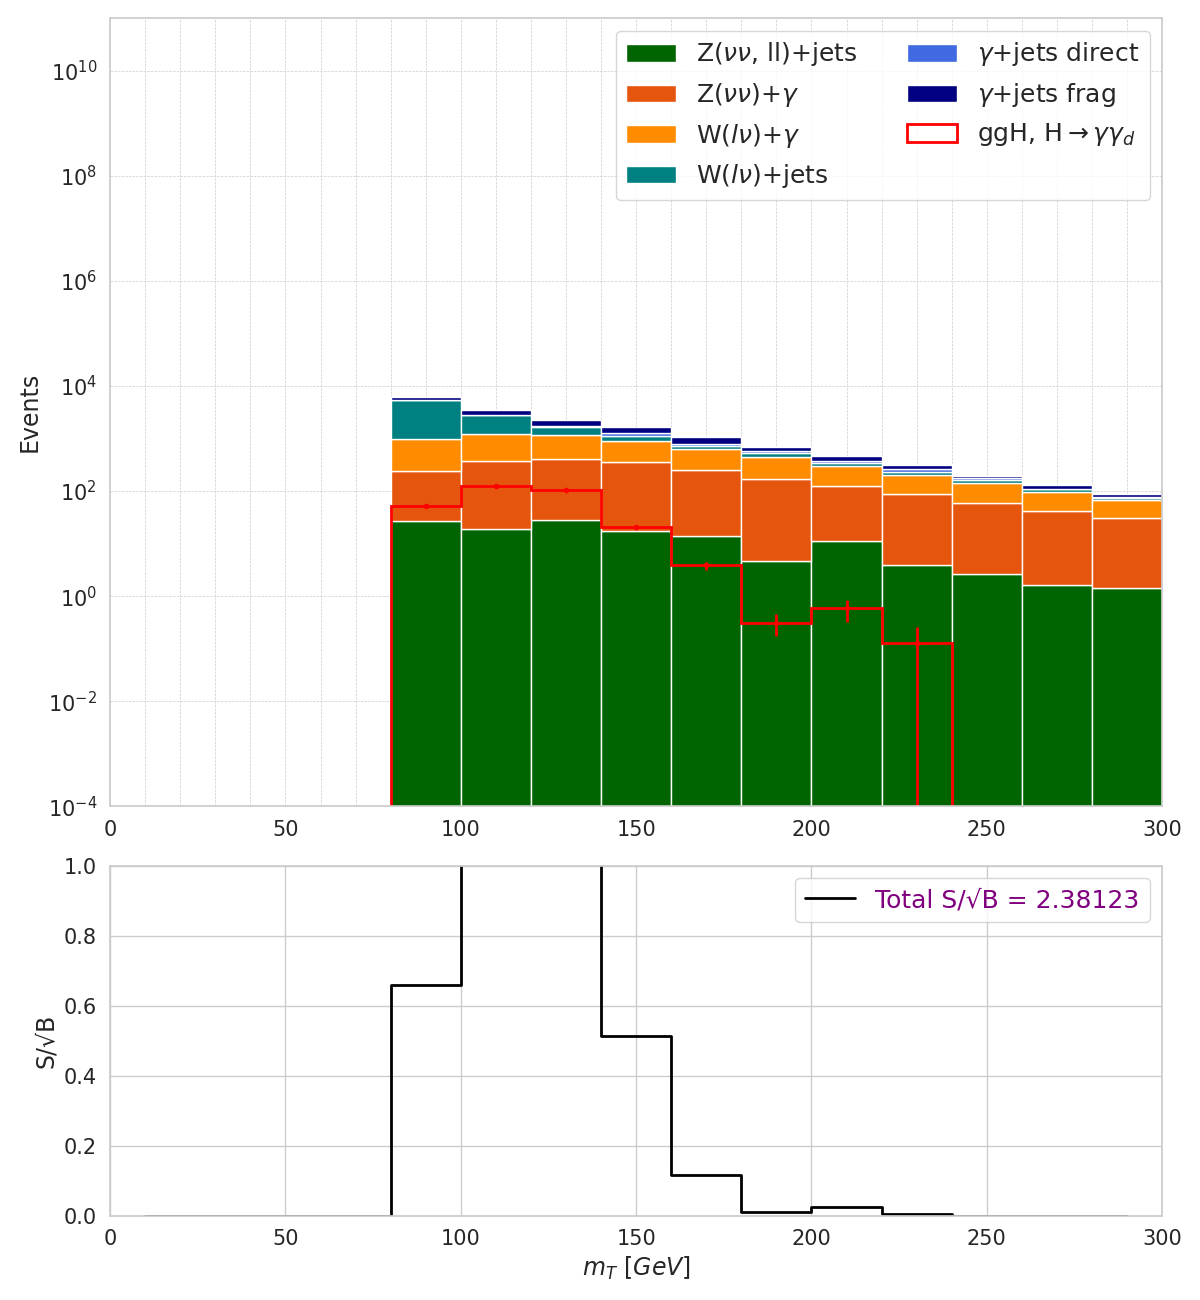 Z(νν, ll)+jets
Z(νν)+γ
W(lν)+γ
W(lν)+jets
γ+jets direct
γ+jets frag
ggH, H→γγ_d
Events
10^10
10^8
10^6
10^4
10^2
10^0
10^−2
10^−4
0 50 100 150 200 250 300
Total S/√B = 2.38123
S/√B
1.0
0.8
0.6
0.4
0.2
0.0
0 50 100 150 200 250 300
m_T [GeV]